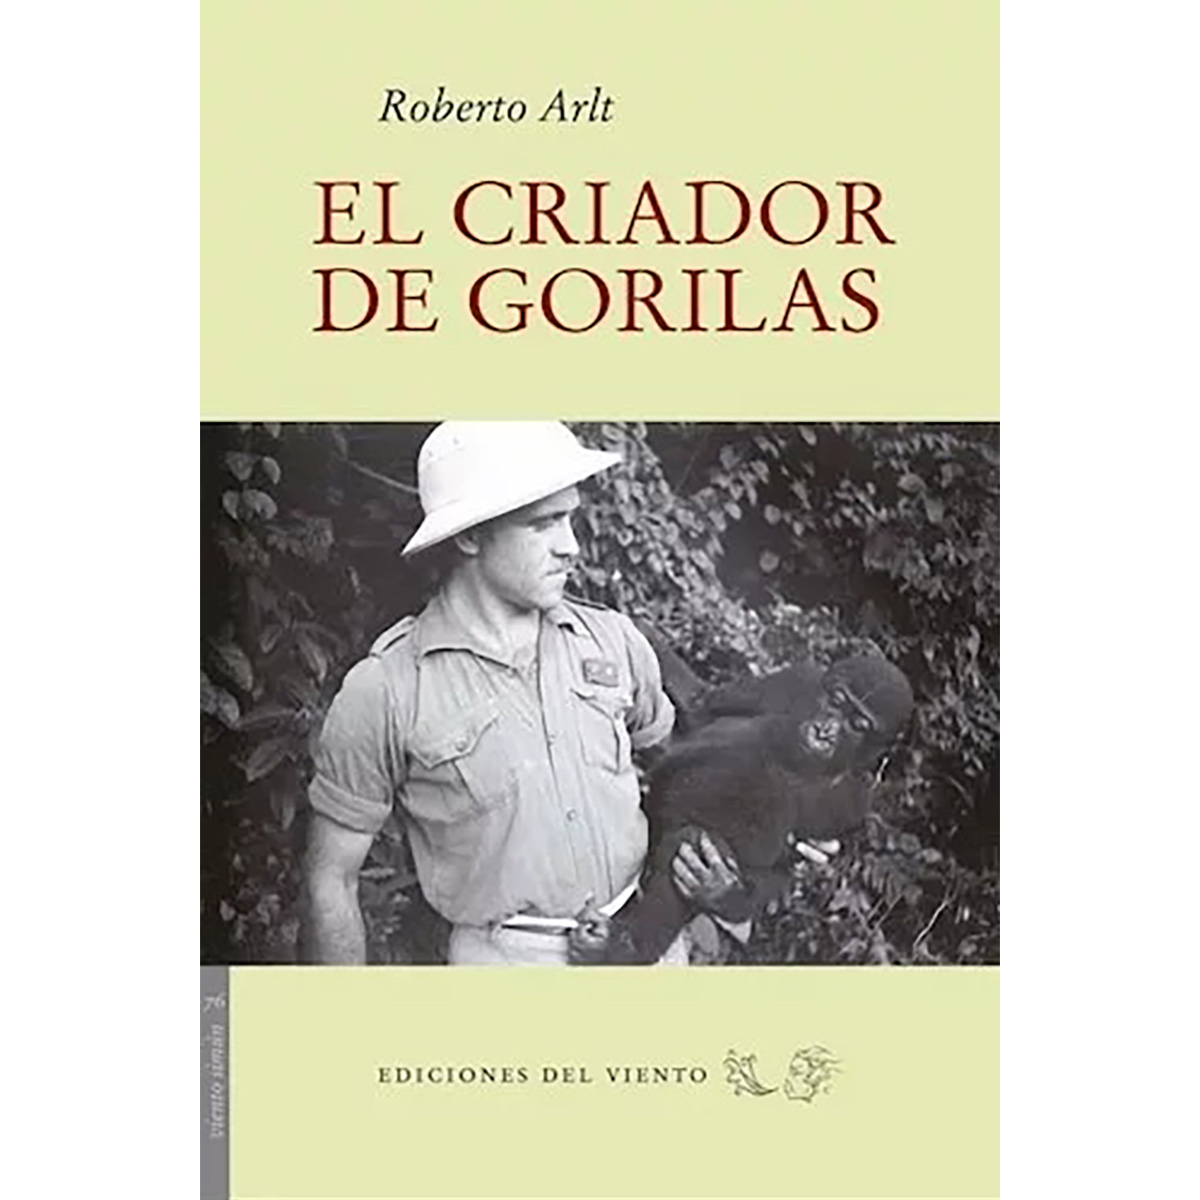 Roberto Arlt
EL CRIADOR
DE GORILAS
76
viento simún
EDICIONES DEL VIENTO